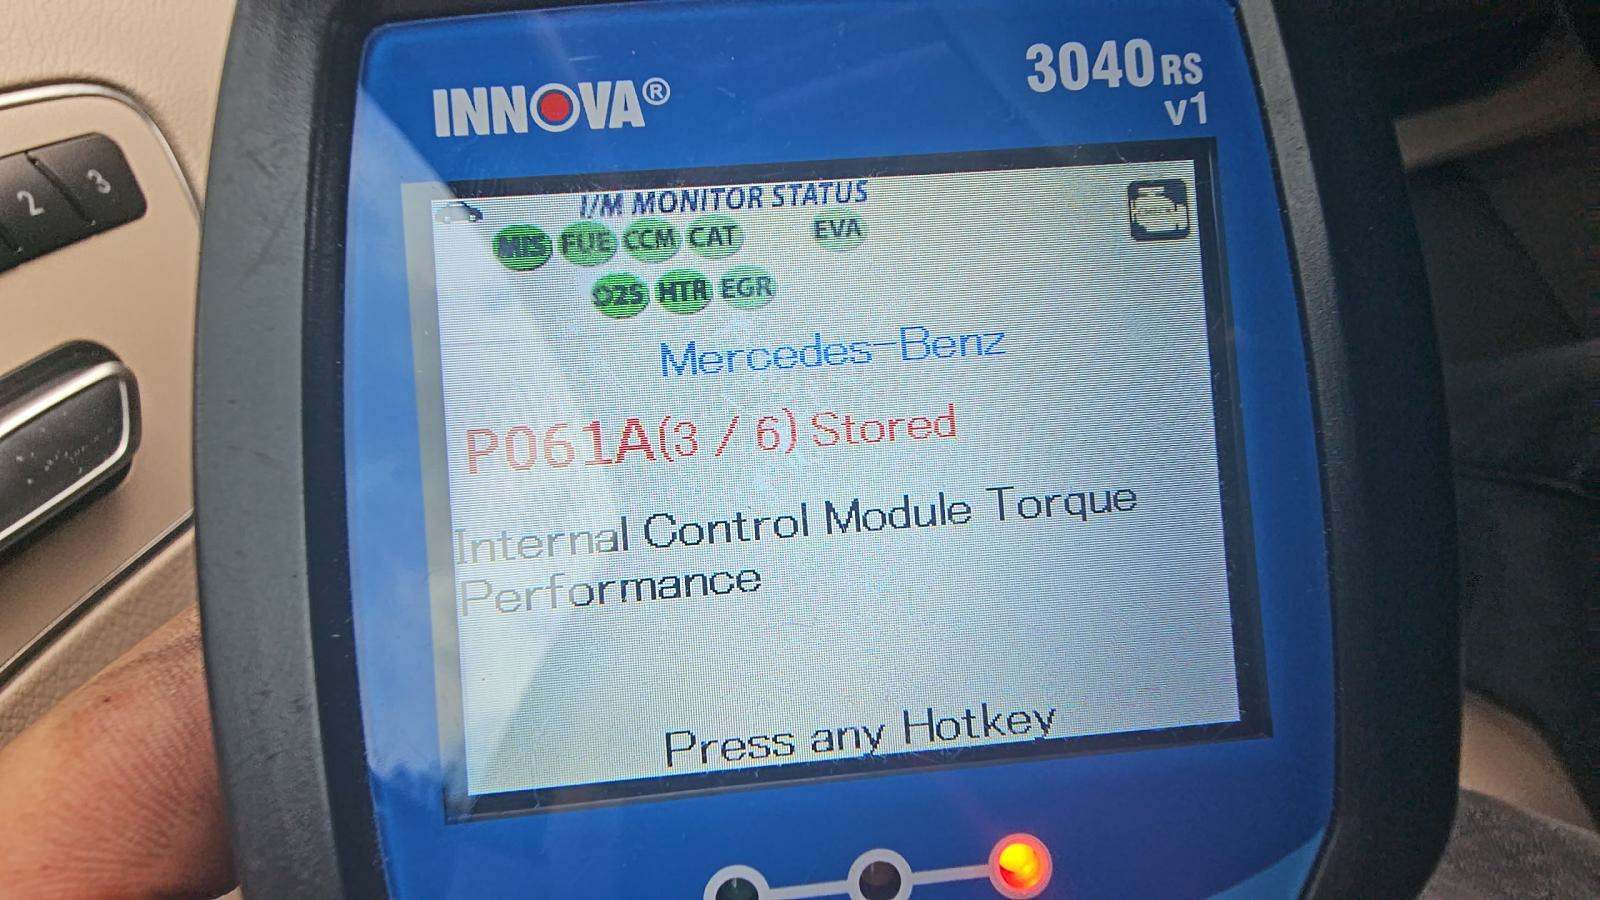 INNOVA®
3040RS
v1
2 3
I/M MONITOR STATUS
MIS FUE CCM CAT EVA
O2S HTR EGR
Mercedes-Benz
P061A(3 / 6) Stored
Internal Control Module Torque
Performance
Press any Hotkey